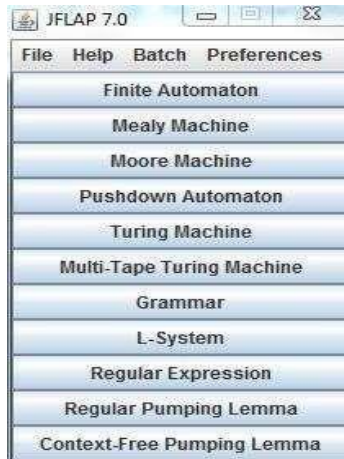 JFLAP 7.0
File Help Batch Preferences
Finite Automaton
Mealy Machine
Moore Machine
Pushdown Automaton
Turing Machine
Multi-Tape Turing Machine
Grammar
L-System
Regular Expression
Regular Pumping Lemma
Context-Free Pumping Lemma